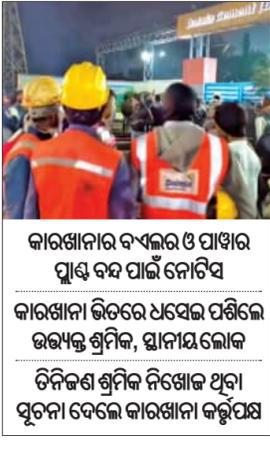 କାରଖାନାର ବଏଲର ଓ ପାୱାର
ପ୍ଲାଣ୍ଟ ବନ୍ଦ ପାଇଁ ନୋଟିସ
କାରଖାନା ଭିତରେ ଧସେଇ ପଶିଲେ
ଉତ୍ତ୍ୟକ୍ତ ଶ୍ରମିକ, ସ୍ଥାନୀୟ ଲୋକ
ତିନିଜଣ ଶ୍ରମିକ ନିଖୋଜ ଥିବା
ସୂଚନା ଦେଲେ କାରଖାନା କର୍ତ୍ତୃପକ୍ଷ